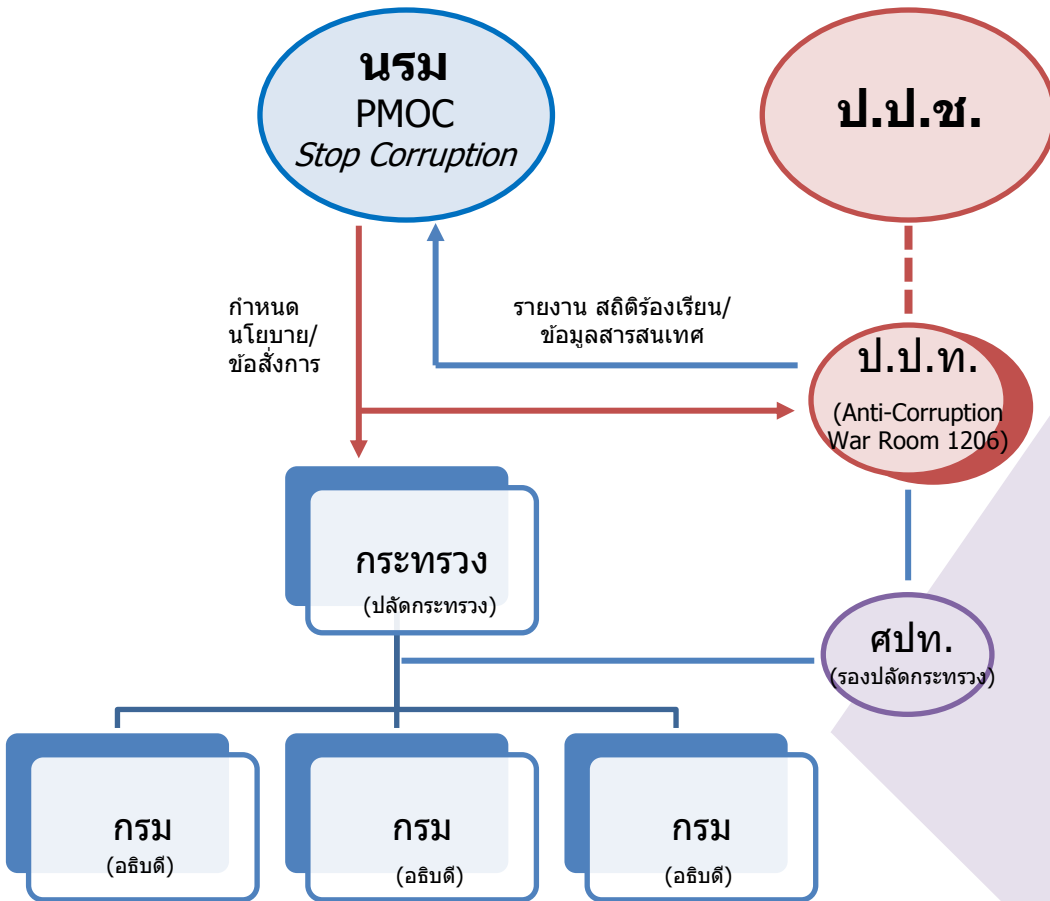 นรม
PMOC
Stop Corruption
ป.ป.ช.
กำหนด
นโยบาย/
ข้อสั่งการ
รายงาน สถิติร้องเรียน/
ข้อมูลสารสนเทศ
ป.ป.ท.
(Anti-Corruption
War Room 1206)
กระทรวง
(ปลัดกระทรวง)
ศปท.
(รองปลัดกระทรวง)
กรม
(อธิบดี)
กรม
(อธิบดี)
กรม
(อธิบดี)